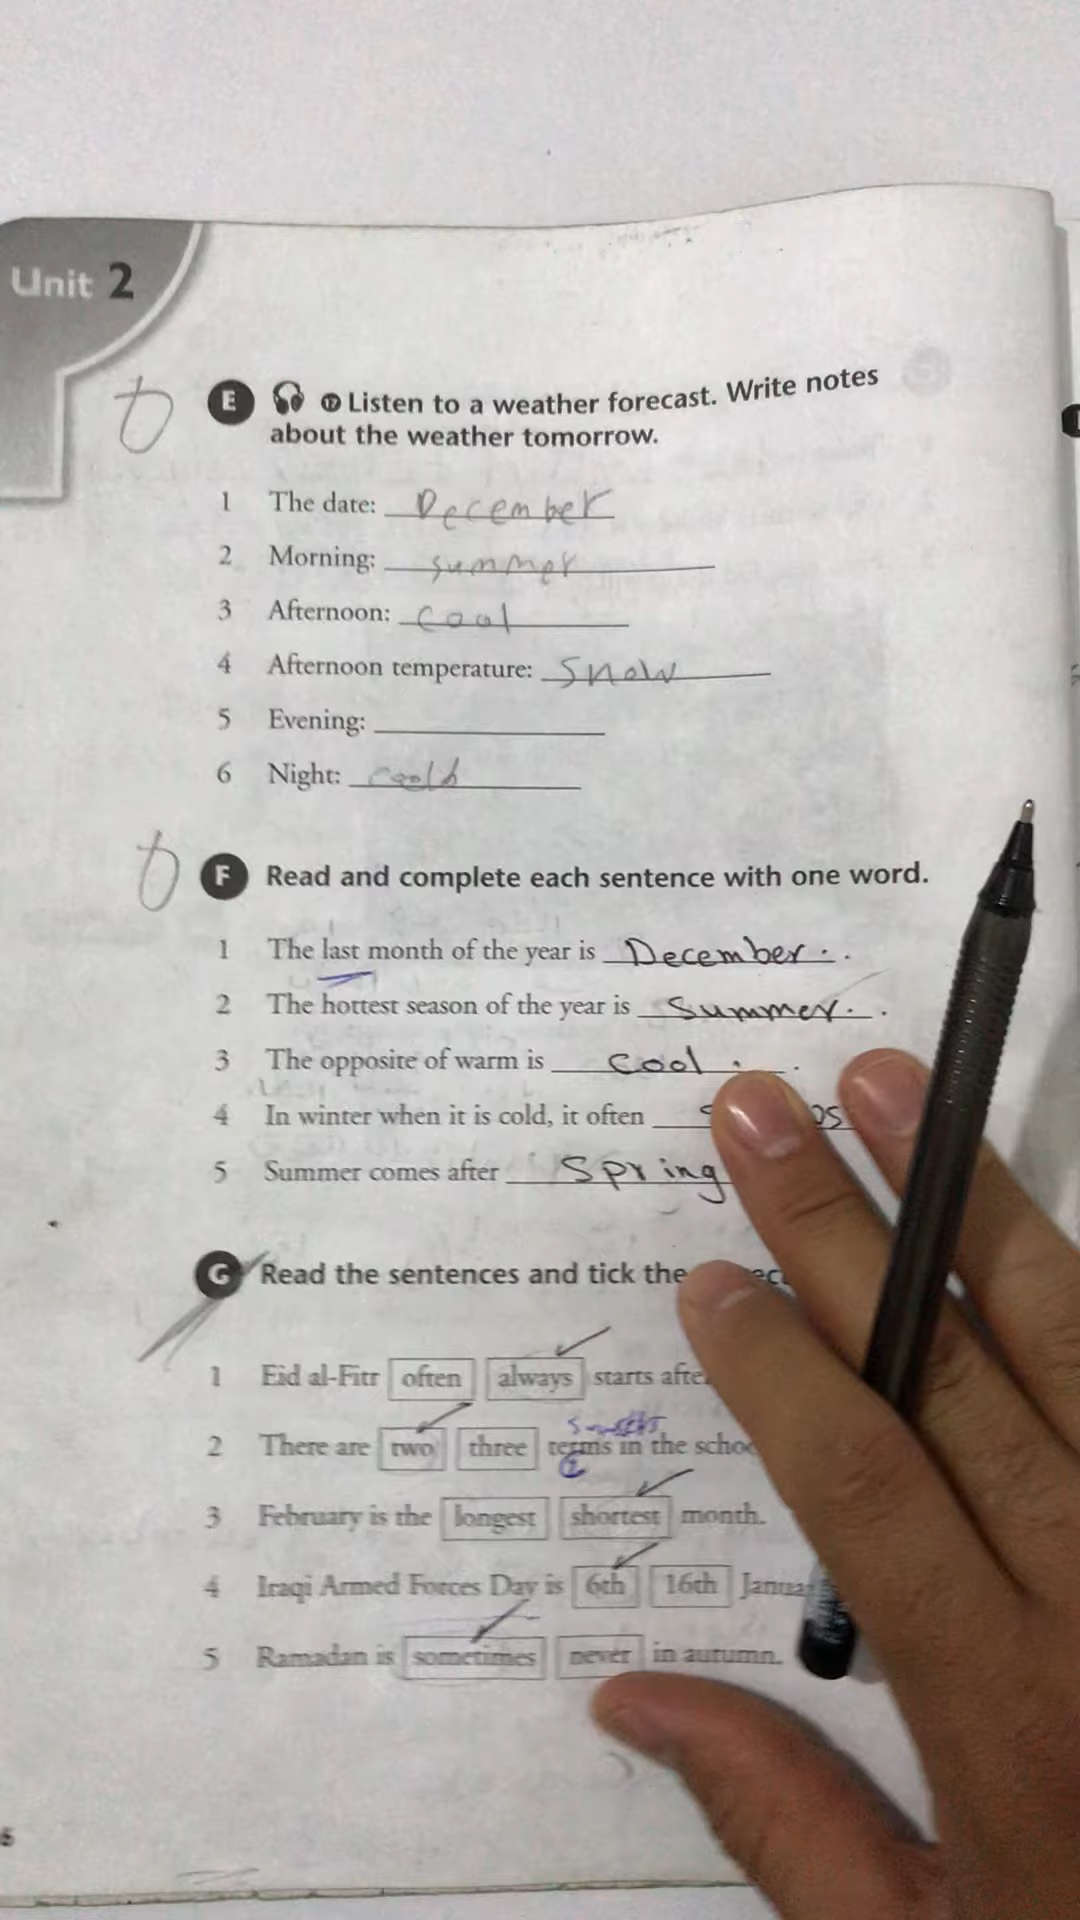 Unit 2
E Listen to a weather forecast. Write notes
about the weather tomorrow.
1 The date: December
2 Morning: summer
3 Afternoon: cool
4 Afternoon temperature: snow
5 Evening:
6 Night:
F Read and complete each sentence with one word.
1 The last month of the year is December.
2 The hottest season of the year is Summer.
3 The opposite of warm is cool.
4 In winter when it is cold, it often
5 Summer comes after Spring
G Read the sentences and tick the
1 Eid al-Fitr often always starts
2 There are two three terms in the
3 February is the longest shortest month.
4 Iraqi Armed Forces Day is 6th 16th
5 Ramadan is sometimes never in autumn.
6